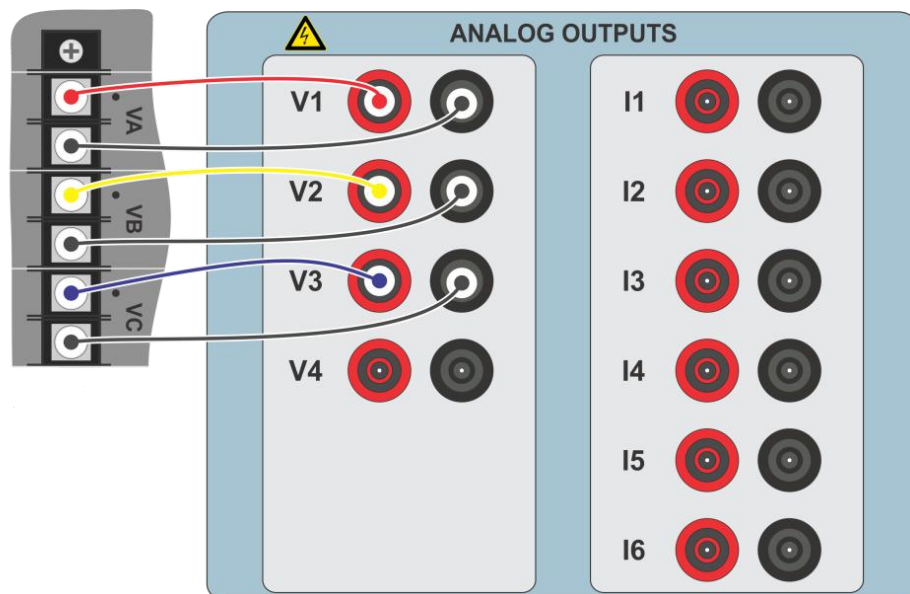 ANALOG OUTPUTS
VA
VB
VC
V1
V2
V3
V4
I1
I2
I3
I4
I5
I6